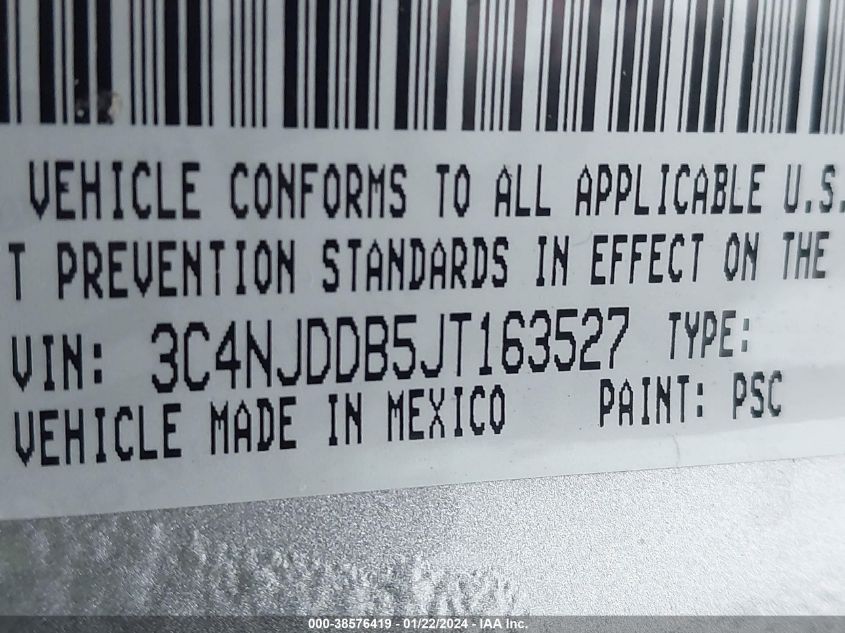 VEHICLE CONFORMS TO ALL APPLICABLE U.S.
T PREVENTION STANDARDS IN EFFECT ON THE
VIN: 3C4NJDDB5JT163527 TYPE:
VEHICLE MADE IN MEXICO PAINT: PSC
000-38576419 - 01/22/2024 - IAA Inc.